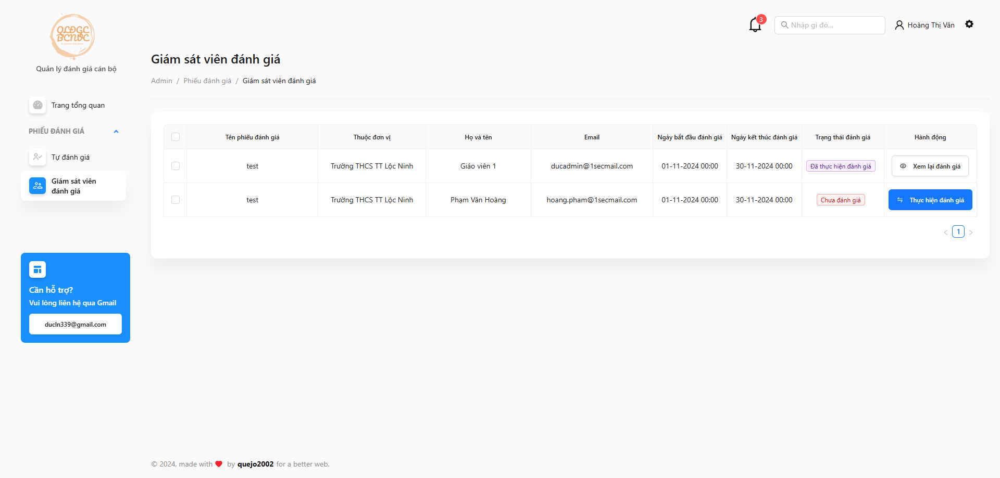 QLĐGC
BCNVC
Quản lý đánh giá cán bộ
3
Nhập gì đó...
Hoàng Thị Vân
Giám sát viên đánh giá
Admin / Phiếu đánh giá / Giám sát viên đánh giá
Trang tổng quan
PHIẾU ĐÁNH GIÁ
Tự đánh giá
Giám sát viên
đánh giá
Tên phiếu đánh giá Thuộc đơn vị Họ và tên Email Ngày bắt đầu đánh giá Ngày kết thúc đánh giá Trạng thái đánh giá Hành động
test Trường THCS TT Lộc Ninh Giáo viên 1 ducadmin@1secmail.com 01-11-2024 00:00 30-11-2024 00:00 Đã thực hiện đánh giá Xem lại đánh giá
test Trường THCS TT Lộc Ninh Phạm Văn Hoàng hoang.pham@1secmail.com 01-11-2024 00:00 30-11-2024 00:00 Chưa đánh giá Thực hiện đánh giá
< 1 >
Cần hỗ trợ?
Vui lòng liên hệ qua Gmail
ducln339@gmail.com
© 2024, made with by quejo2002 for a better web.